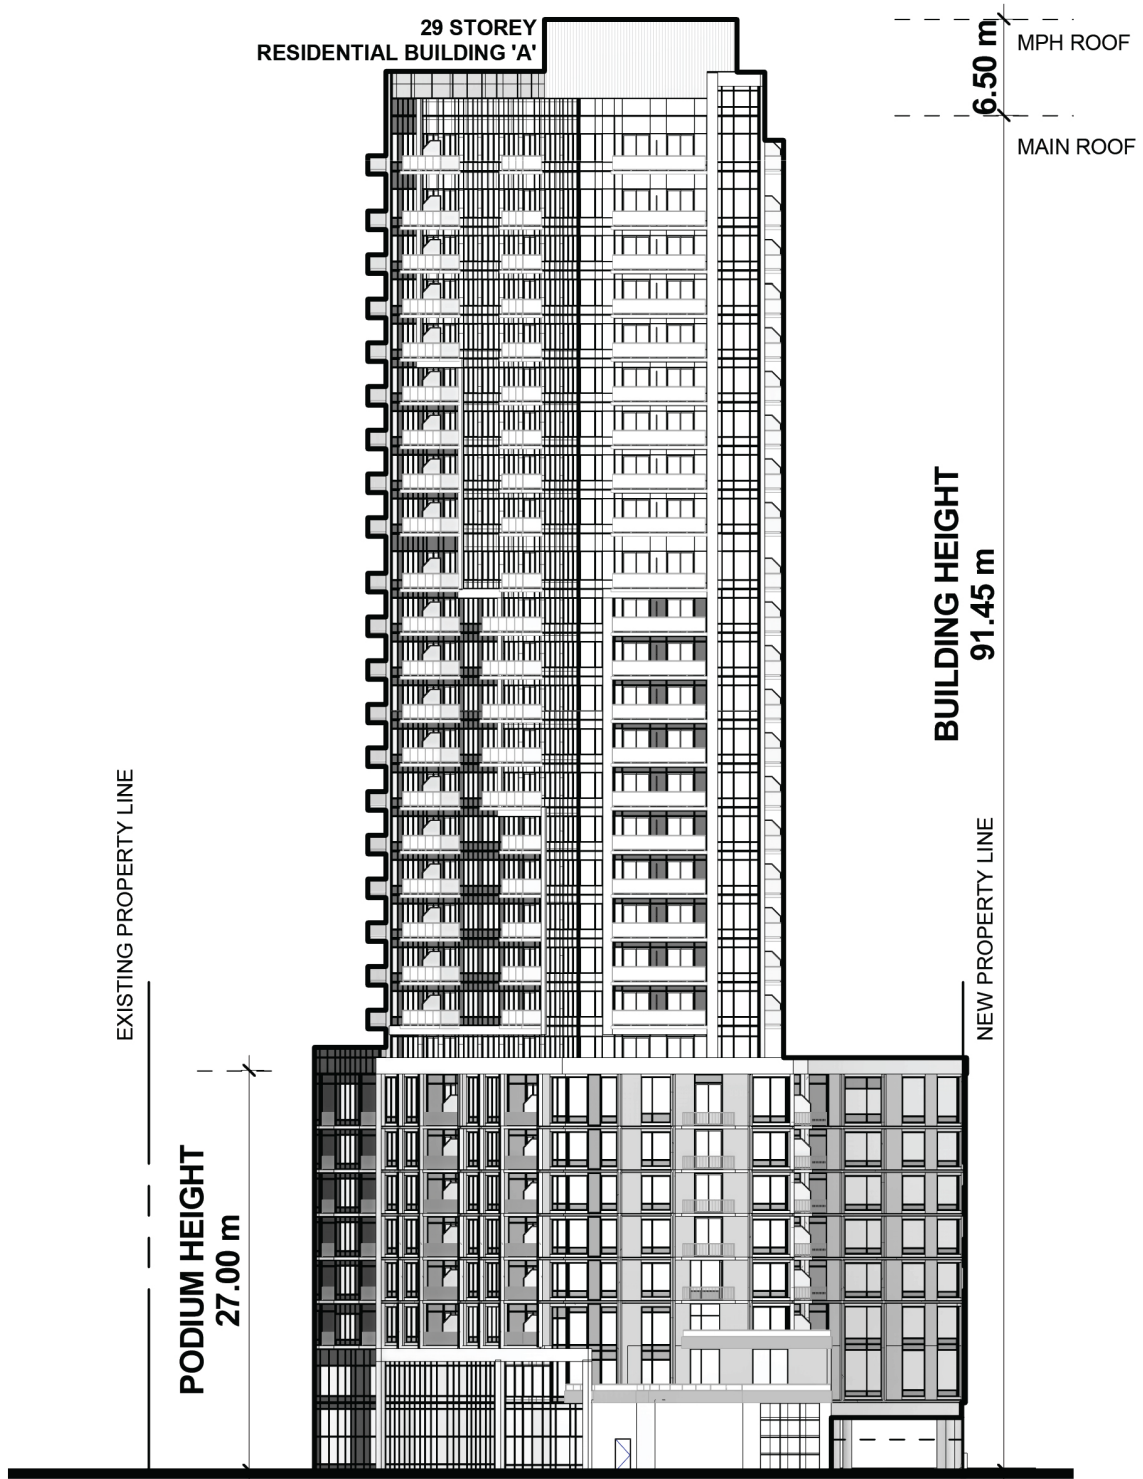 29 STOREY
RESIDENTIAL BUILDING 'A'
6.50 m
MPH ROOF
MAIN ROOF
BUILDING HEIGHT
91.45 m
EXISTING PROPERTY LINE
NEW PROPERTY LINE
PODIUM HEIGHT
27.00 m